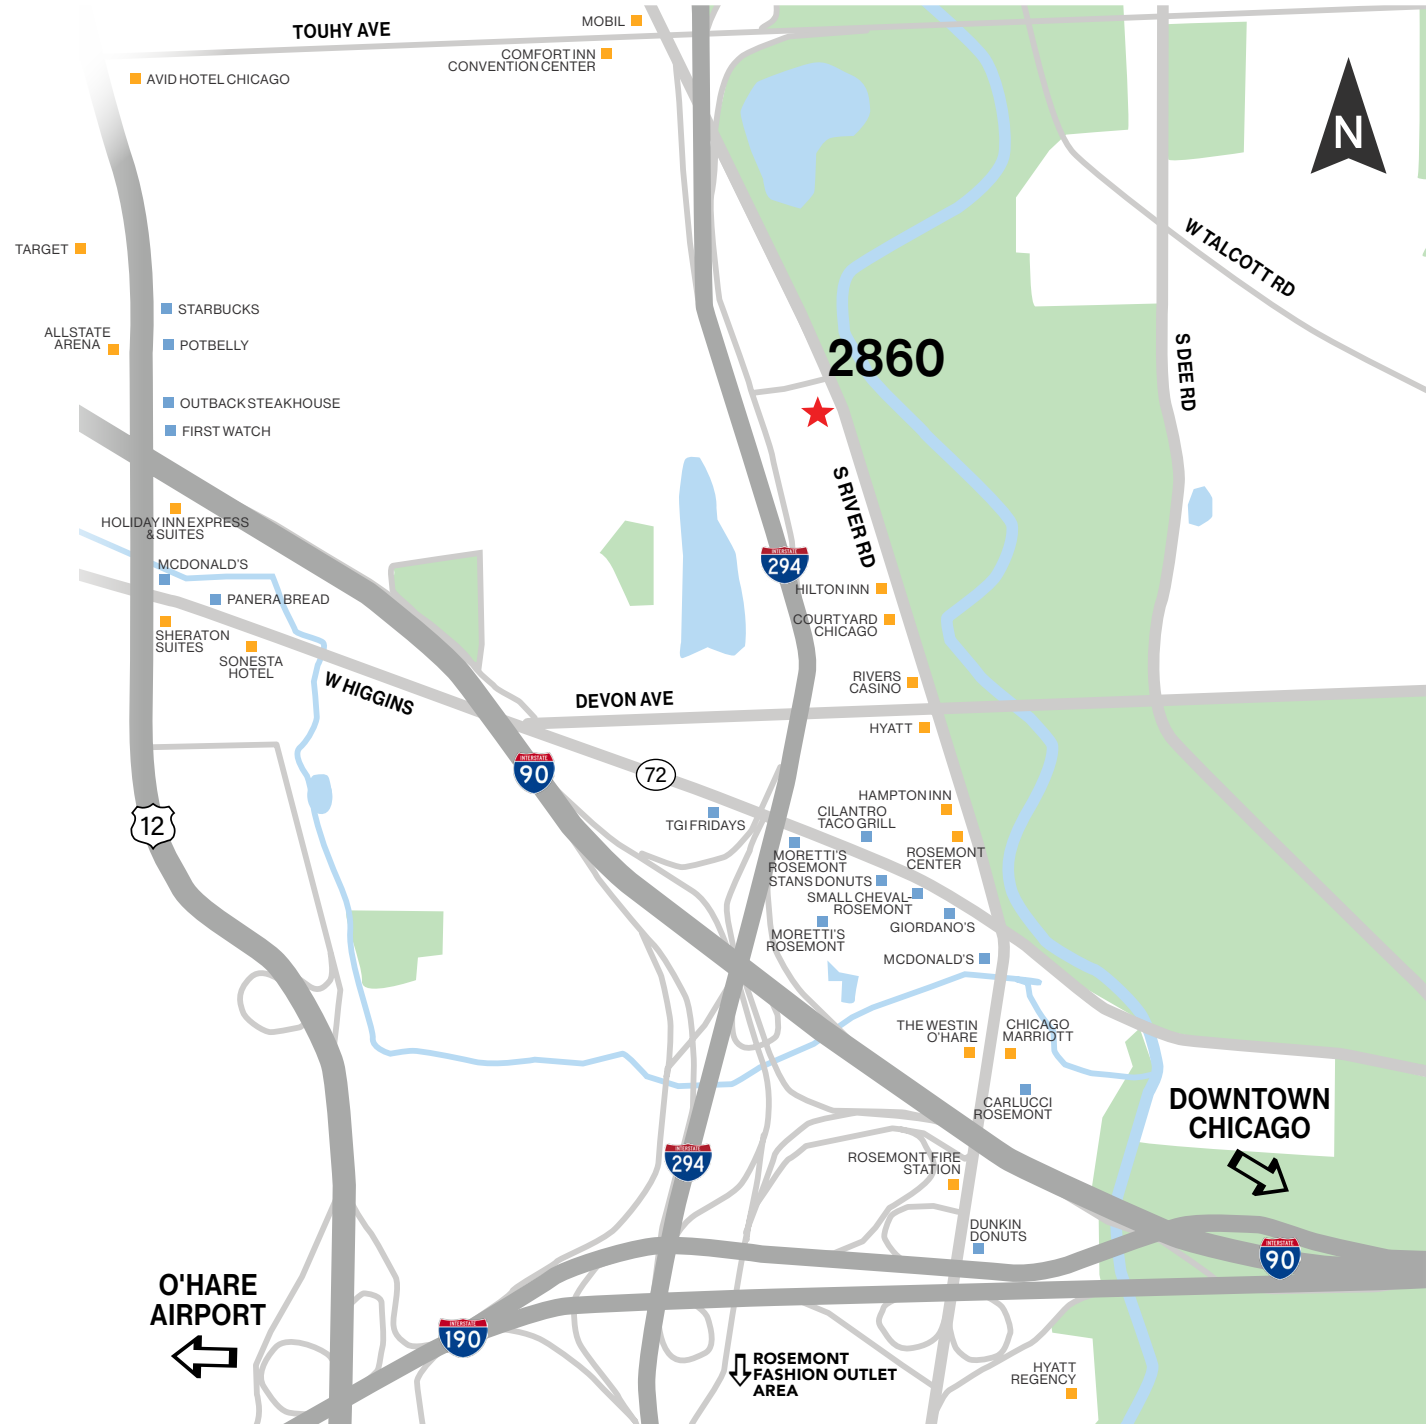 MOBIL
TOUHY AVE
COMFORT INN
CONVENTION CENTER
AVID HOTEL CHICAGO
N
TARGET
W TALCOTT RD
STARBUCKS
ALLSTATE
ARENA
POTBELLY
2860
S DEE RD
OUTBACK STEAKHOUSE
FIRST WATCH
S RIVER RD
HOLIDAY INN EXPRESS
& SUITES
MCDONALD'S
INTERSTATE
294
HILTON INN
PANERA BREAD
COURTYARD
CHICAGO
SHERATON
SUITES
SONESTA
HOTEL
RIVERS
CASINO
W HIGGINS
DEVON AVE
HYATT
INTERSTATE
90
72
HAMPTON INN
12
TGI FRIDAYS
CILANTRO
TACO GRILL
MORETTI'S
ROSEMONT
ROSEMONT
CENTER
STANS DONUTS
SMALL CHEVAL-
ROSEMONT
GIORDANO'S
MORETTI'S
ROSEMONT
MCDONALD'S
THE WESTIN
O'HARE
CHICAGO
MARRIOTT
CARLUCCI
ROSEMONT
DOWNTOWN
CHICAGO
INTERSTATE
294
ROSEMONT FIRE
STATION
DUNKIN
DONUTS
INTERSTATE
90
O'HARE
AIRPORT
INTERSTATE
190
ROSEMONT
FASHION OUTLET
AREA
HYATT
REGENCY